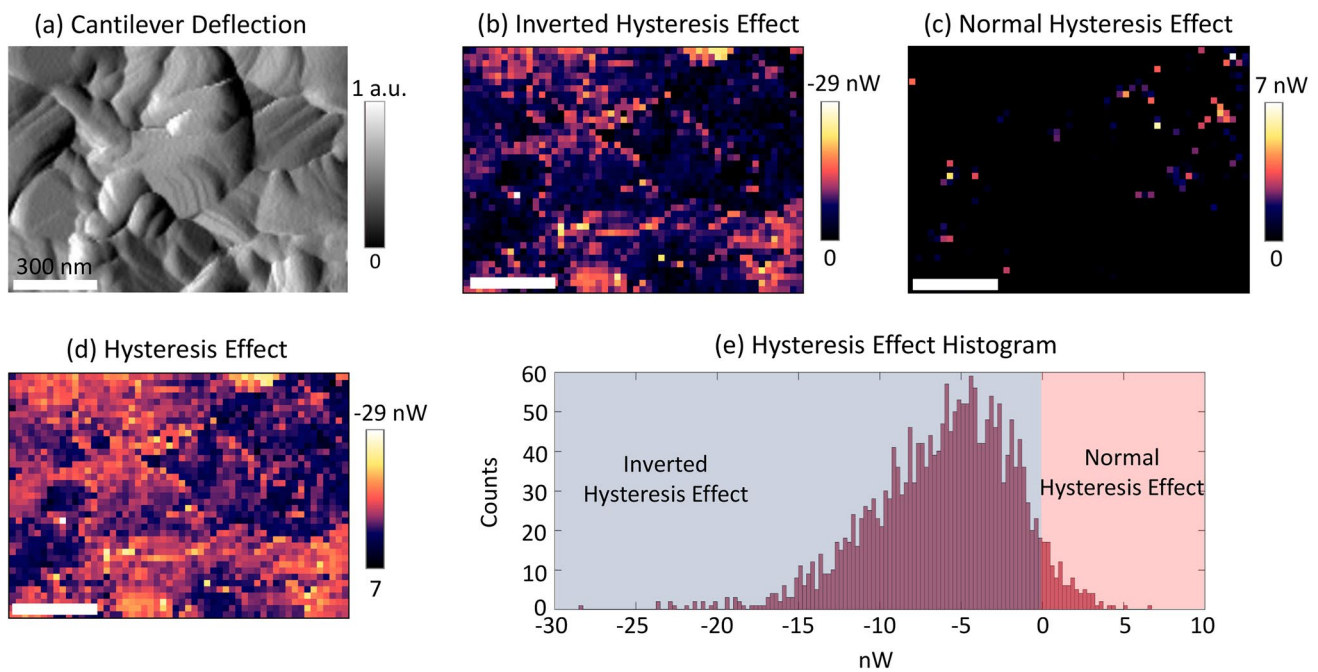 (a) Cantilever Deflection
1 a.u.
0
300 nm
(b) Inverted Hysteresis Effect
-29 nW
0
(c) Normal Hysteresis Effect
7 nW
0
(d) Hysteresis Effect
-29 nW
7
(e) Hysteresis Effect Histogram
60
50
40
30
20
10
0
Counts
Inverted
Hysteresis Effect
Normal
Hysteresis Effect
-30 -25 -20 -15 -10 -5 0 5 10
nW